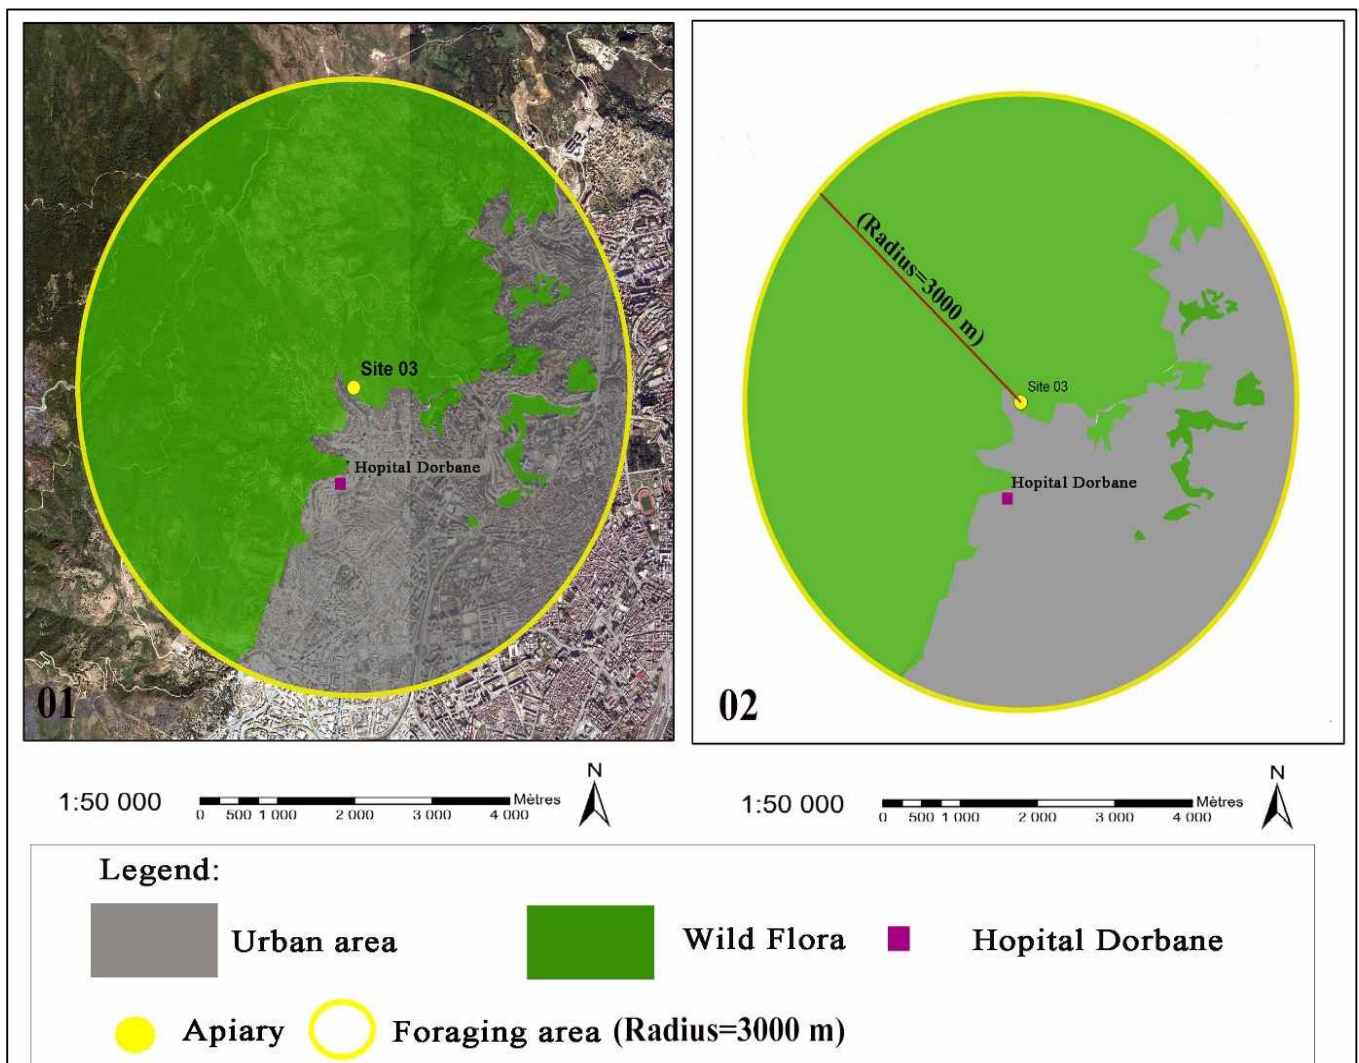 Site 03
Hopital Dorbane
01
(Radius=3000 m)
Site 03
Hopital Dorbane
02
1:50 000
0 500 1 000 2 000 3 000 4 000
Mètres
N
1:50 000
0 500 1 000 2 000 3 000 4 000
Mètres
N
Legend:
Urban area
Wild Flora
Hopital Dorbane
Apiary
Foraging area (Radius=3000 m)